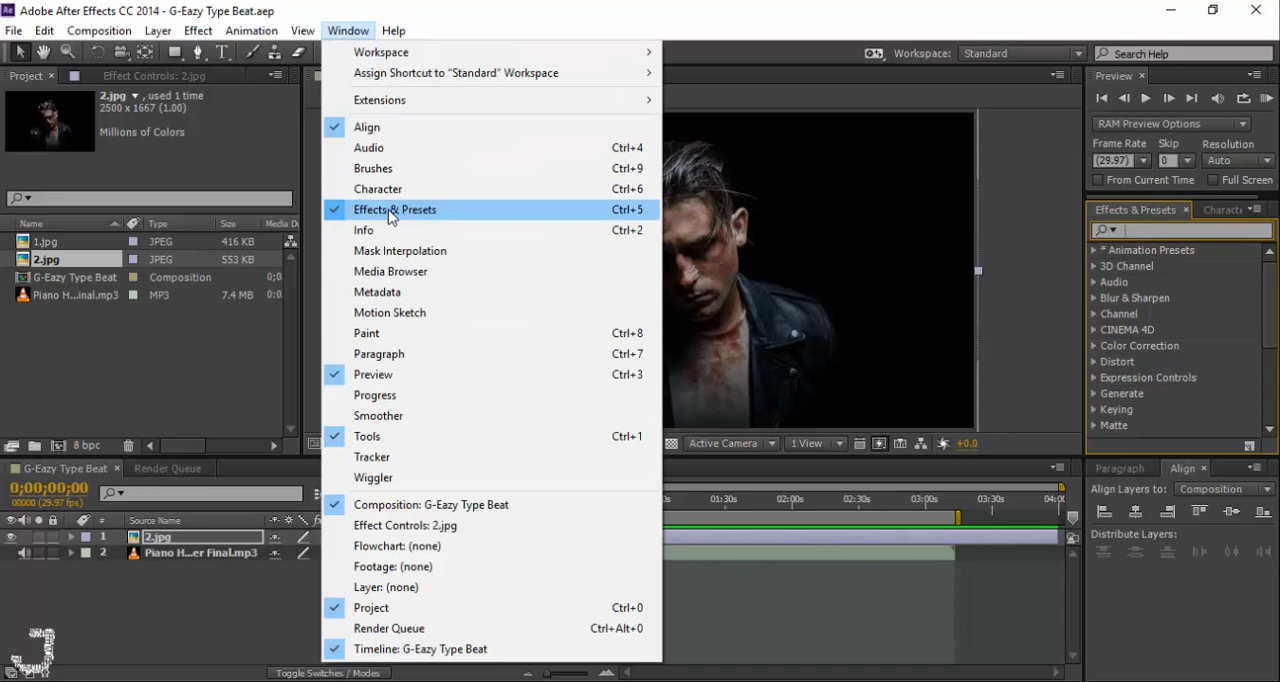 Adobe After Effects CC 2014 - G-Eazy Type Beat.aep
File Edit Composition Layer Effect Animation View Window Help
Workspace: Standard Search Help
Project Effect Controls: 2.jpg
2.jpg , used 1 time
2500 x 1667 (1.00)
Millions of Colors
Name Type Size Media D
1.jpg JPEG 416 KB
2.jpg JPEG 553 KB
G-Eazy Type Beat Composition 0;0
Piano H...inal.mp3 MP3 7.4 MB 0;0
8 bpc
Workspace
Assign Shortcut to "Standard" Workspace
Extensions
Align
Audio Ctrl+4
Brushes Ctrl+9
Character Ctrl+6
Effects & Presets Ctrl+5
Info Ctrl+2
Mask Interpolation
Media Browser
Metadata
Motion Sketch
Paint Ctrl+8
Paragraph Ctrl+7
Preview Ctrl+3
Progress
Smoother
Tools Ctrl+1
Tracker
Wiggler
Composition: G-Eazy Type Beat
Effect Controls: 2.jpg
Flowchart: (none)
Footage: (none)
Layer: (none)
Project Ctrl+0
Render Queue Ctrl+Alt+0
Timeline: G-Eazy Type Beat
Active Camera 1 View +0.0
Preview
RAM Preview Options
Frame Rate Skip Resolution
(29.97) 0 Auto
From Current Time Full Screen
Effects & Presets Charact
* Animation Presets
3D Channel
Audio
Blur & Sharpen
Channel
CINEMA 4D
Color Correction
Distort
Expression Controls
Generate
Keying
Matte
Paragraph Align
Align Layers to: Composition
Distribute Layers:
G-Eazy Type Beat Render Queue
0;00;00;00
00000 (29.97 fps)
# Source Name
1 2.jpg
2 Piano H...er Final.mp3
01:30s 02:00s 02:30s 03:00s 03:30s 04:0
Toggle Switches / Modes